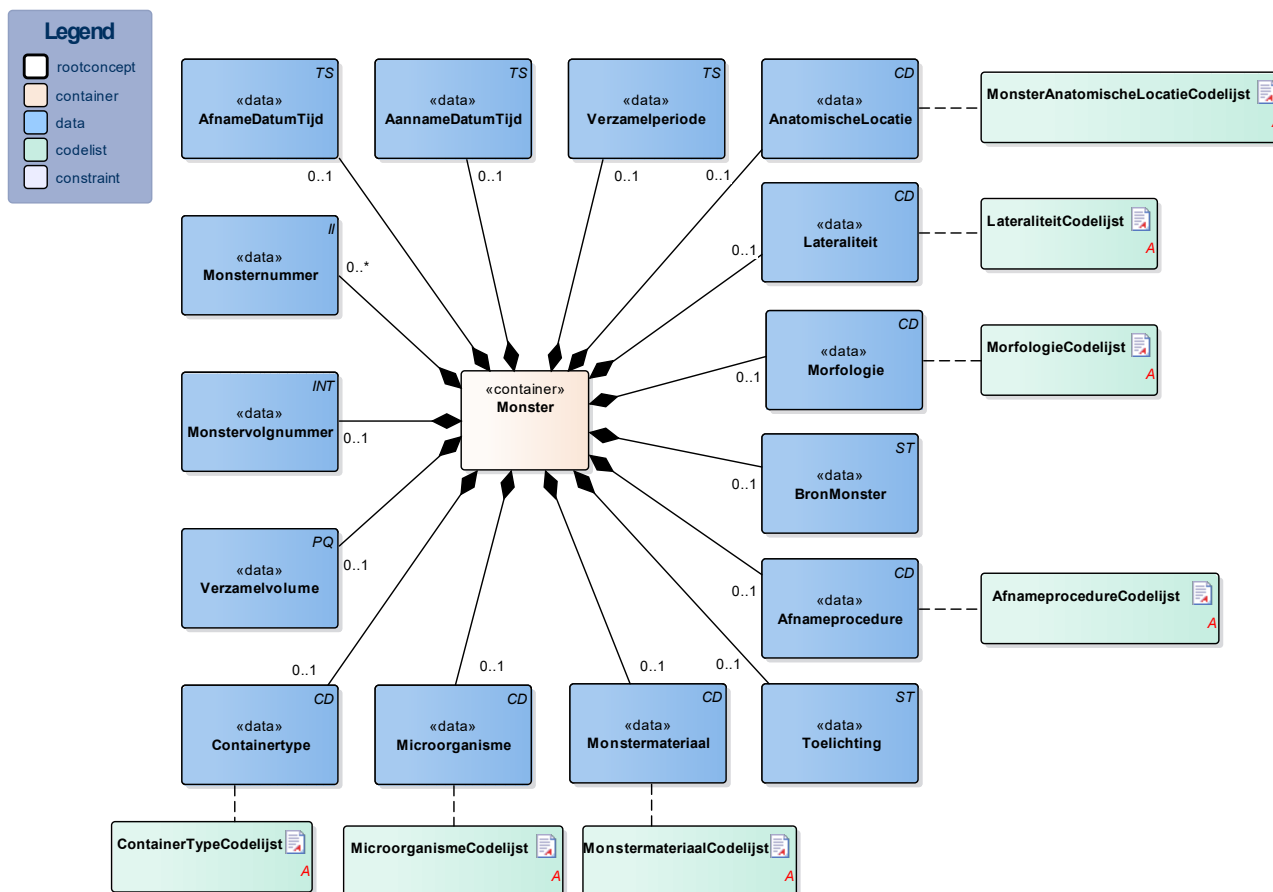 Legend
rootconcept
container
data
codelist
constraint
TS
«data»
AfnameDatumTijd
0..1
TS
«data»
AannameDatumTijd
0..1
TS
«data»
Verzamelperiode
0..1
CD
«data»
AnatomischeLocatie
0..1
MonsterAnatomischeLocatieCodelijst
A
II
«data»
Monsternummer
0..*
CD
«data»
Lateraliteit
0..1
LateraliteitCodelijst
A
CD
«data»
Morfologie
0..1
MorfologieCodelijst
A
«container»
Monster
INT
«data»
Monstervolgnummer
0..1
ST
«data»
BronMonster
0..1
PQ
«data»
Verzamelvolume
0..1
CD
«data»
Afnameprocedure
0..1
AfnameprocedureCodelijst
A
0..1
CD
«data»
Containertype
0..1
CD
«data»
Microorganisme
0..1
CD
«data»
Monstermateriaal
0..1
ST
«data»
Toelichting
ContainerTypeCodelijst
A
MicroorganismeCodelijst
A
MonstermateriaalCodelijst
A